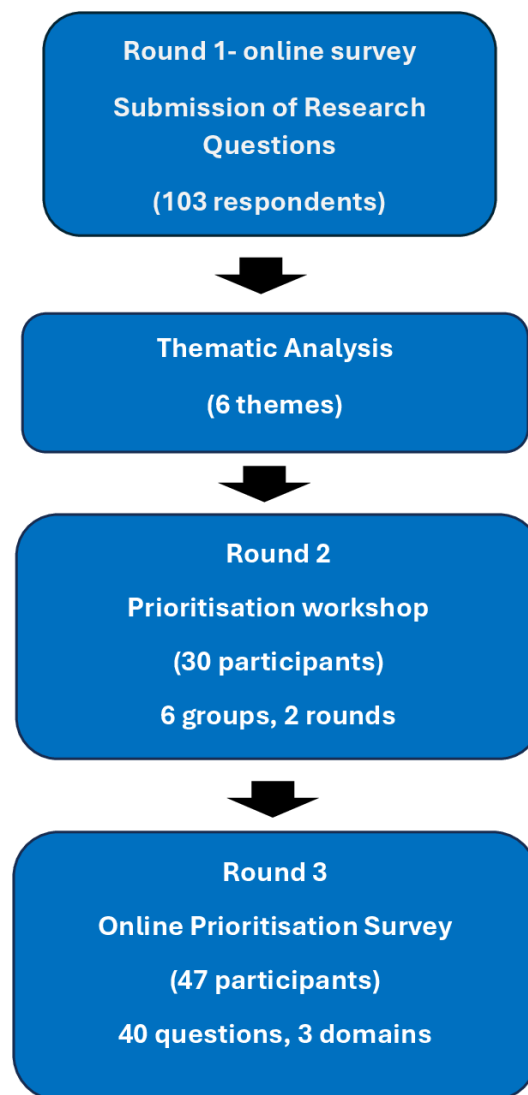 Round 1- online survey
Submission of Research
Questions
(103 respondents)
Thematic Analysis
(6 themes)
Round 2
Prioritisation workshop
(30 participants)
6 groups, 2 rounds
Round 3
Online Prioritisation Survey
(47 participants)
40 questions, 3 domains